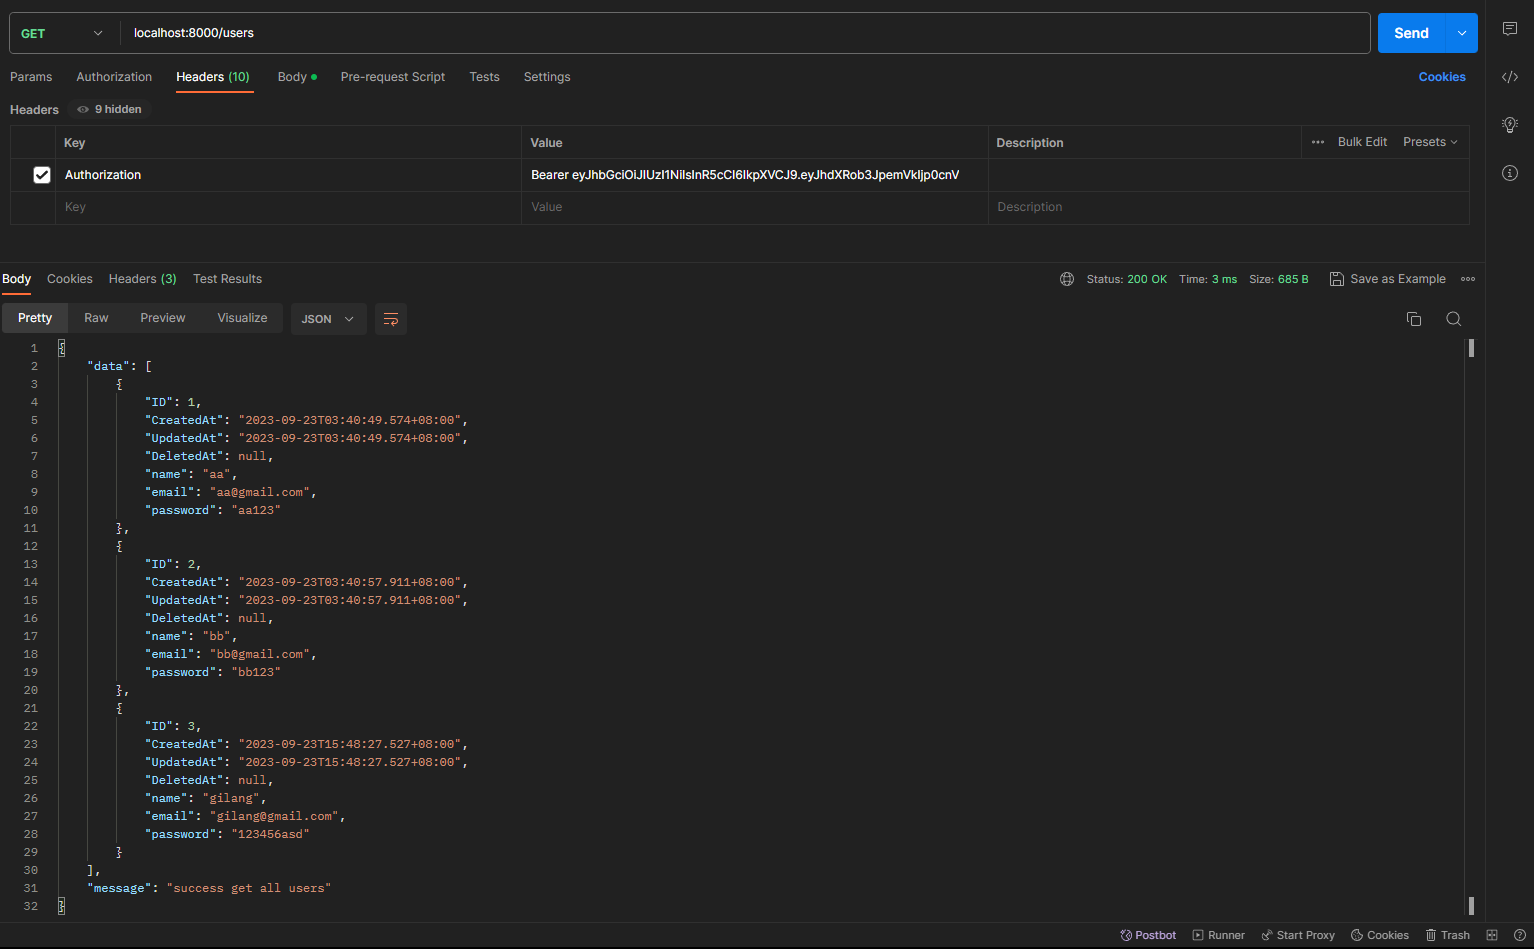 GET localhost:8000/users Send
Params Authorization Headers (10) Body Pre-request Script Tests Settings Cookies
Headers 9 hidden
Key Value Description Bulk Edit Presets
Authorization Bearer eyJhbGciOiJIUzI1NiIsInR5cCI6IkpXVCJ9.eyJhdXRob3JpemVkIjp0cnV
Key Value Description
Body Cookies Headers (3) Test Results Status: 200 OK Time: 3 ms Size: 685 B Save as Example
Pretty Raw Preview Visualize JSON
1 {
2 "data": [
3 {
4 "ID": 1,
5 "CreatedAt": "2023-09-23T03:40:49.574+08:00",
6 "UpdatedAt": "2023-09-23T03:40:49.574+08:00",
7 "DeletedAt": null,
8 "name": "aa",
9 "email": "aa@gmail.com",
10 "password": "aa123"
11 },
12 {
13 "ID": 2,
14 "CreatedAt": "2023-09-23T03:40:57.911+08:00",
15 "UpdatedAt": "2023-09-23T03:40:57.911+08:00",
16 "DeletedAt": null,
17 "name": "bb",
18 "email": "bb@gmail.com",
19 "password": "bb123"
20 },
21 {
22 "ID": 3,
23 "CreatedAt": "2023-09-23T15:48:27.527+08:00",
24 "UpdatedAt": "2023-09-23T15:48:27.527+08:00",
25 "DeletedAt": null,
26 "name": "gilang",
27 "email": "gilang@gmail.com",
28 "password": "123456asd"
29 }
30 ],
31 "message": "success get all users"
32 }
Postbot Runner Start Proxy Cookies Trash